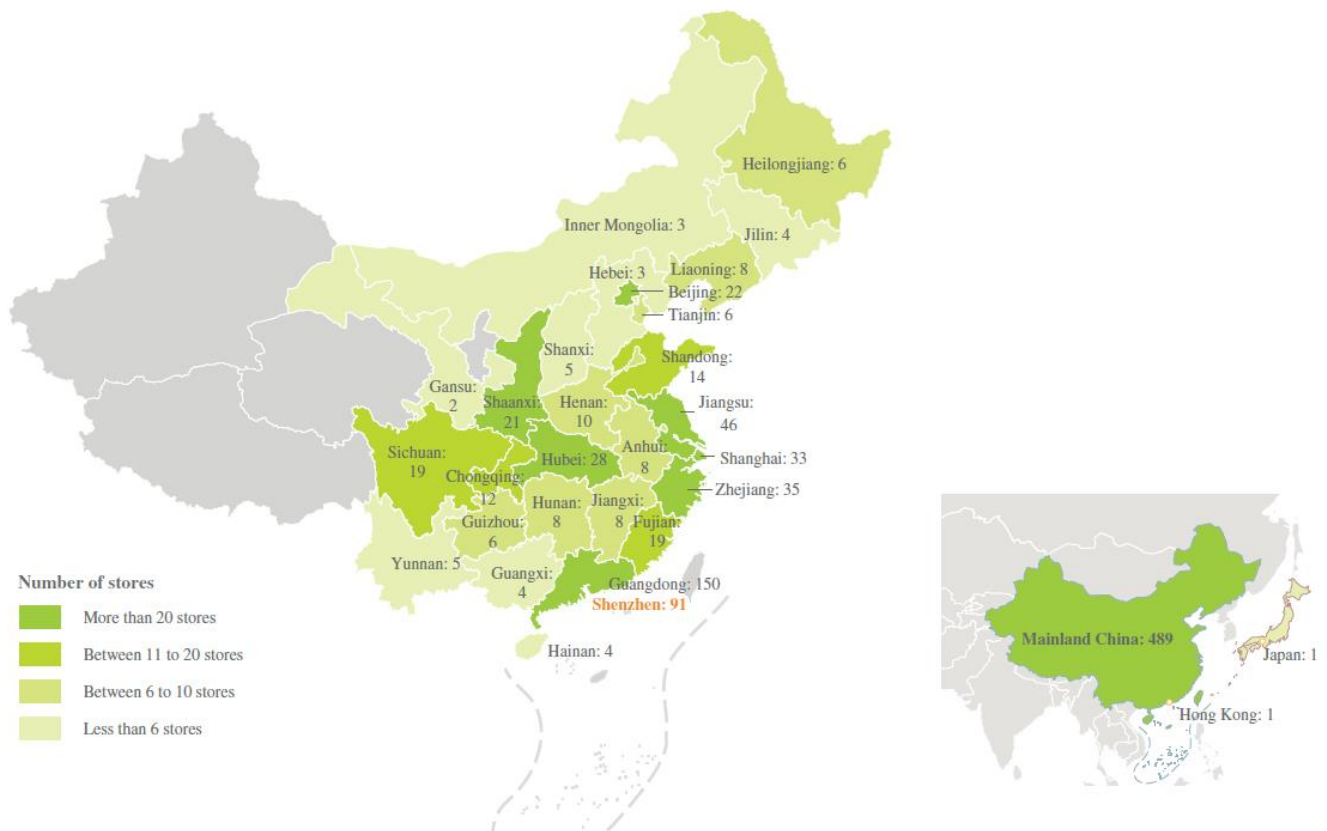 Heilongjiang: 6
Inner Mongolia: 3
Jilin: 4
Hebei: 3
Liaoning: 8
Beijing: 22
Tianjin: 6
Shanxi:
5
Shandong:
14
Gansu:
2
Shaanxi:
21
Henan:
10
Jiangsu:
46
Anhui:
8
Sichuan:
19
Hubei: 28
Shanghai: 33
Chongqing:
12
Zhejiang: 35
Hunan:
8
Jiangxi:
8
Guizhou:
6
Fujian:
19
Yunnan: 5
Guangxi:
4
Guangdong: 150
Shenzhen: 91
Hainan: 4
Number of stores
More than 20 stores
Between 11 to 20 stores
Between 6 to 10 stores
Less than 6 stores
Mainland China: 489
Japan: 1
Hong Kong: 1